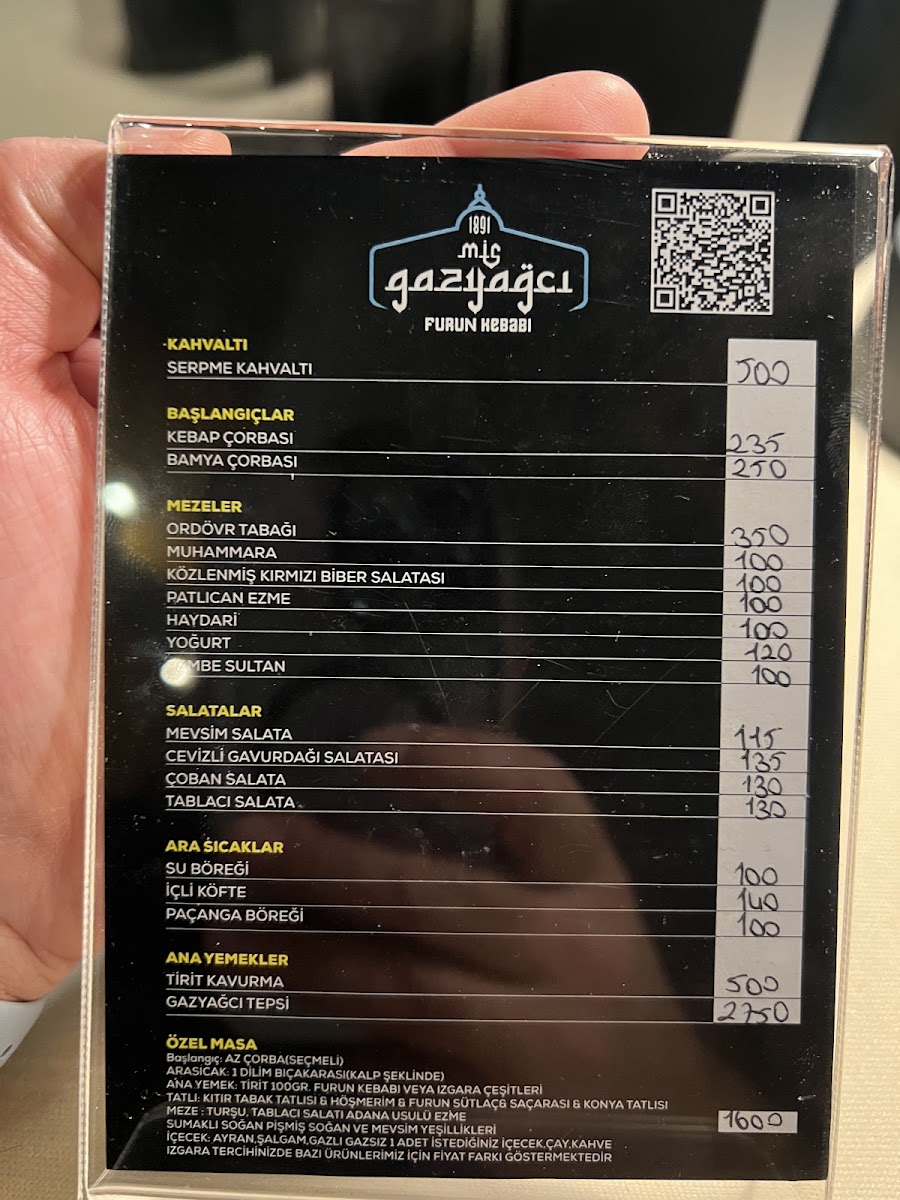 1891
miş
gazyağcı
FURUN KEBABI
KAHVALTI
SERPME KAHVALTI 500
BAŞLANGIÇLAR
KEBAP ÇORBASI 235
BAMYA ÇORBASI 250
MEZELER
ORDÖVR TABAĞI 350
MUHAMMARA 100
KÖZLENMİŞ KIRMIZI BİBER SALATASI 100
PATLICAN EZME 100
HAYDARİ 100
YOĞURT 120
SULTAN 100
SALATALAR
MEVSİM SALATA 115
CEVİZLİ GAVURDAĞI SALATASI 135
ÇOBAN SALATA 130
TABLACI SALATA 130
ARA SICAKLAR
SU BÖREĞİ 100
İÇLİ KÖFTE 140
PAÇANGA BÖREĞİ 100
ANA YEMEKLER
TİRİT KAVURMA 500
GAZYAĞCI TEPSİ 2750
ÖZEL MASA
Başlangıç: AZ ÇORBA(SEÇMELİ)
ARASICAK: 1 DİLİM BIÇAKARASI(KALP ŞEKLİNDE)
ANA YEMEK: TİRİT 100GR. FURUN KEBABI VEYA IZGARA ÇEŞİTLERİ
TATLI: KITIR TABAK TATLISI & HÖŞMERİM & FURUN SÜTLAÇ& SAÇARASI & KONYA TATLISI
MEZE : TURŞU, TABLACI SALATI ADANA USULÜ EZME
SUMAKLI SOĞAN PİŞMİŞ SOĞAN VE MEVSİM YEŞİLLİKLERİ 1600
İÇECEK: AYRAN,ŞALGAM,GAZLI GAZSIZ 1 ADET İSTEDİĞİNİZ İÇECEK,ÇAY,KAHVE
IZGARA TERCİHİNİZDE BAZI ÜRÜNLERİMİZ İÇİN FİYAT FARKI GÖSTERMEKTEDİR